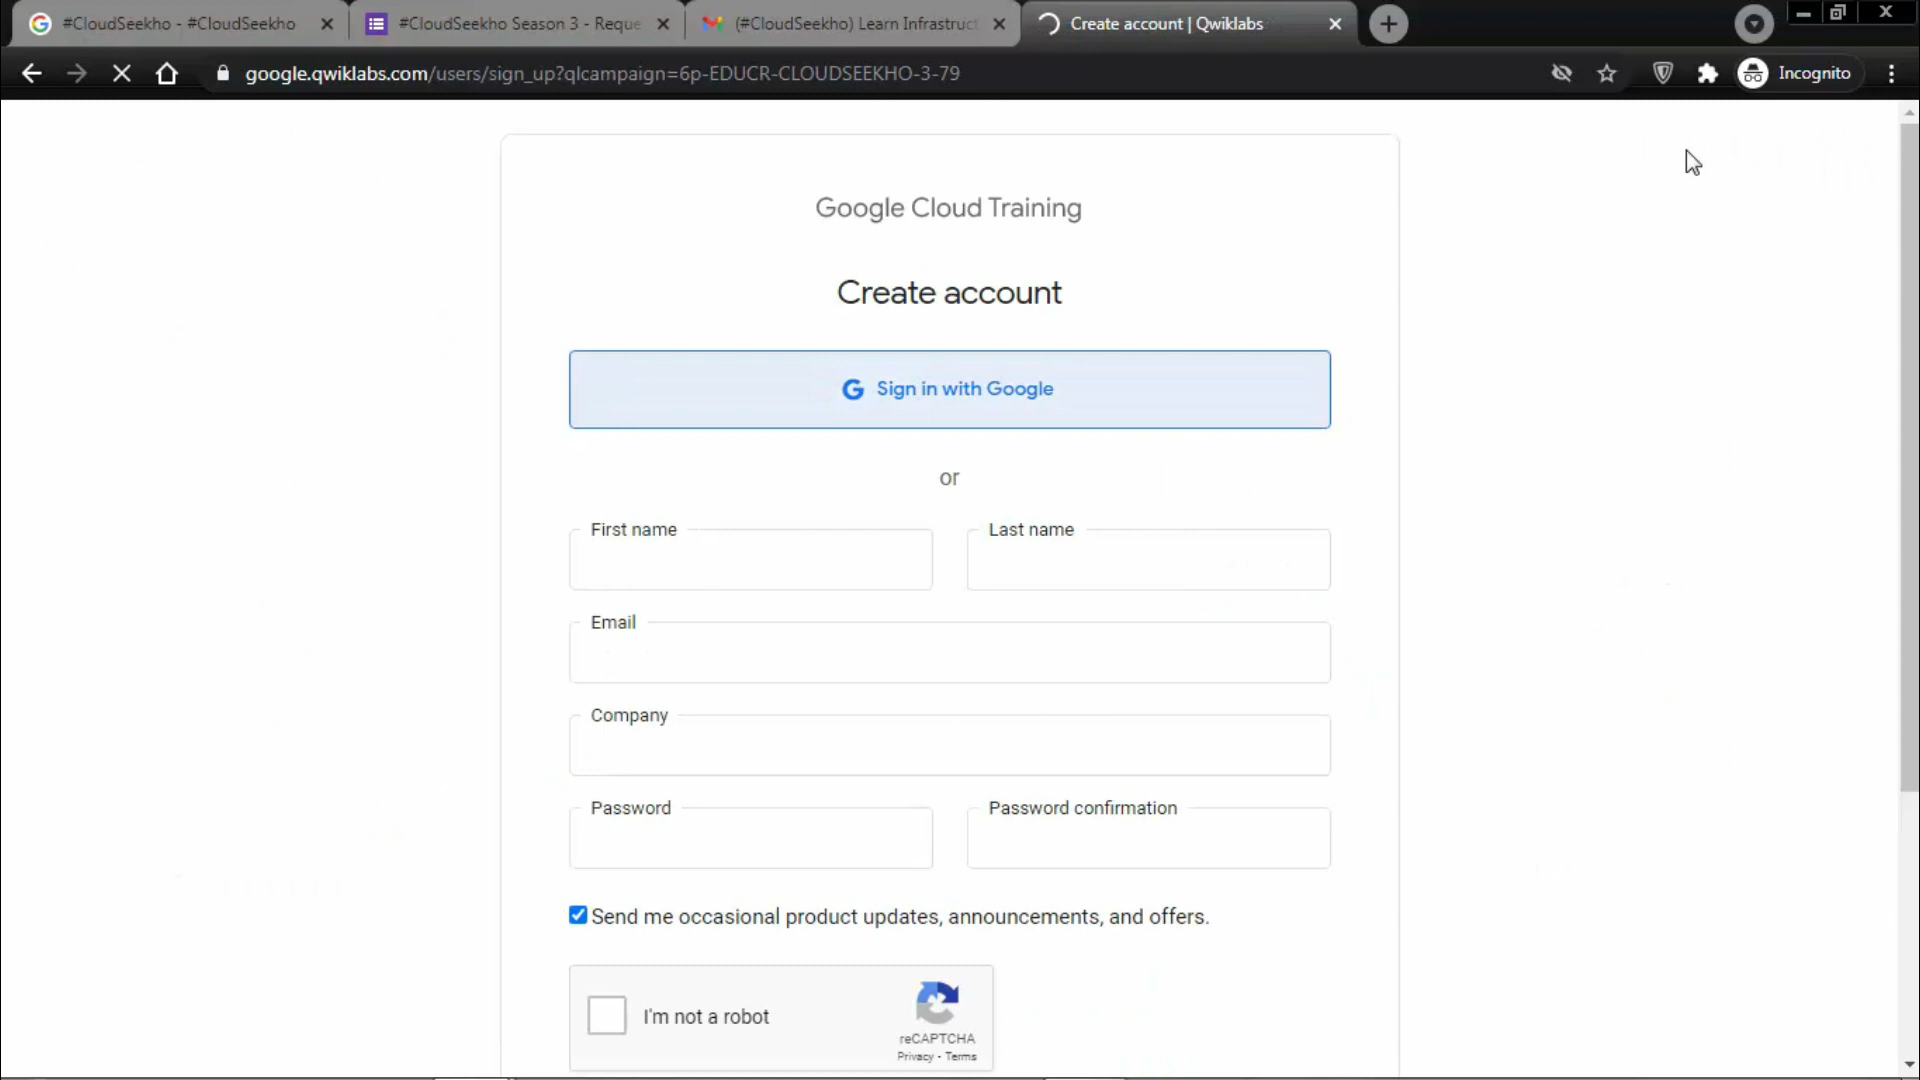 #CloudSeekho - #CloudSeekho
#CloudSeekho Season 3 - Reque
(#CloudSeekho) Learn Infrastruct
Create account | Qwiklabs
google.qwiklabs.com/users/sign_up?qlcampaign=6p-EDUCR-CLOUDSEEKHO-3-79
Incognito
Google Cloud Training
Create account
Sign in with Google
or
First name
Last name
Email
Company
Password
Password confirmation
Send me occasional product updates, announcements, and offers.
I'm not a robot
reCAPTCHA
Privacy - Terms